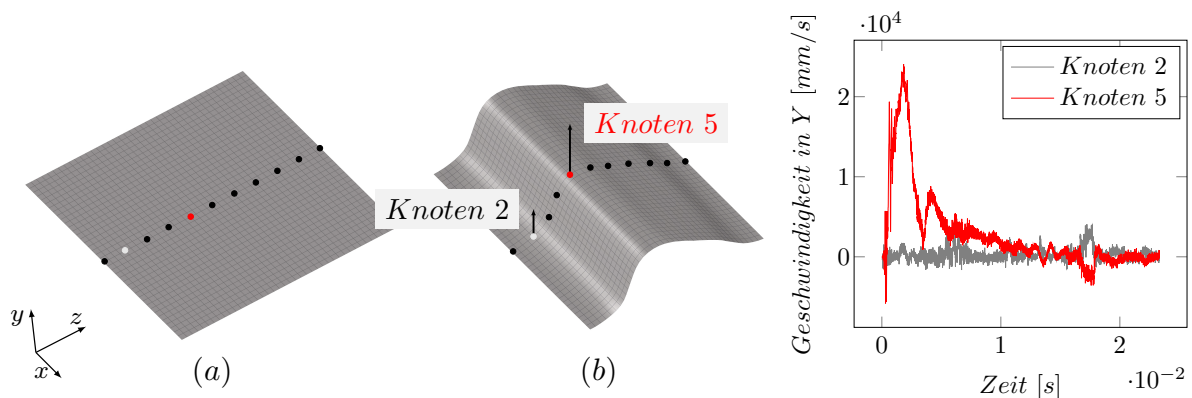 y
z
x
(a)
Knoten 5
Knoten 2
(b)
·10^4
Geschwindigkeit in Y [mm/s]
Knoten 2
Knoten 5
2
1
0
0
1
2
·10^−2
Zeit [s]